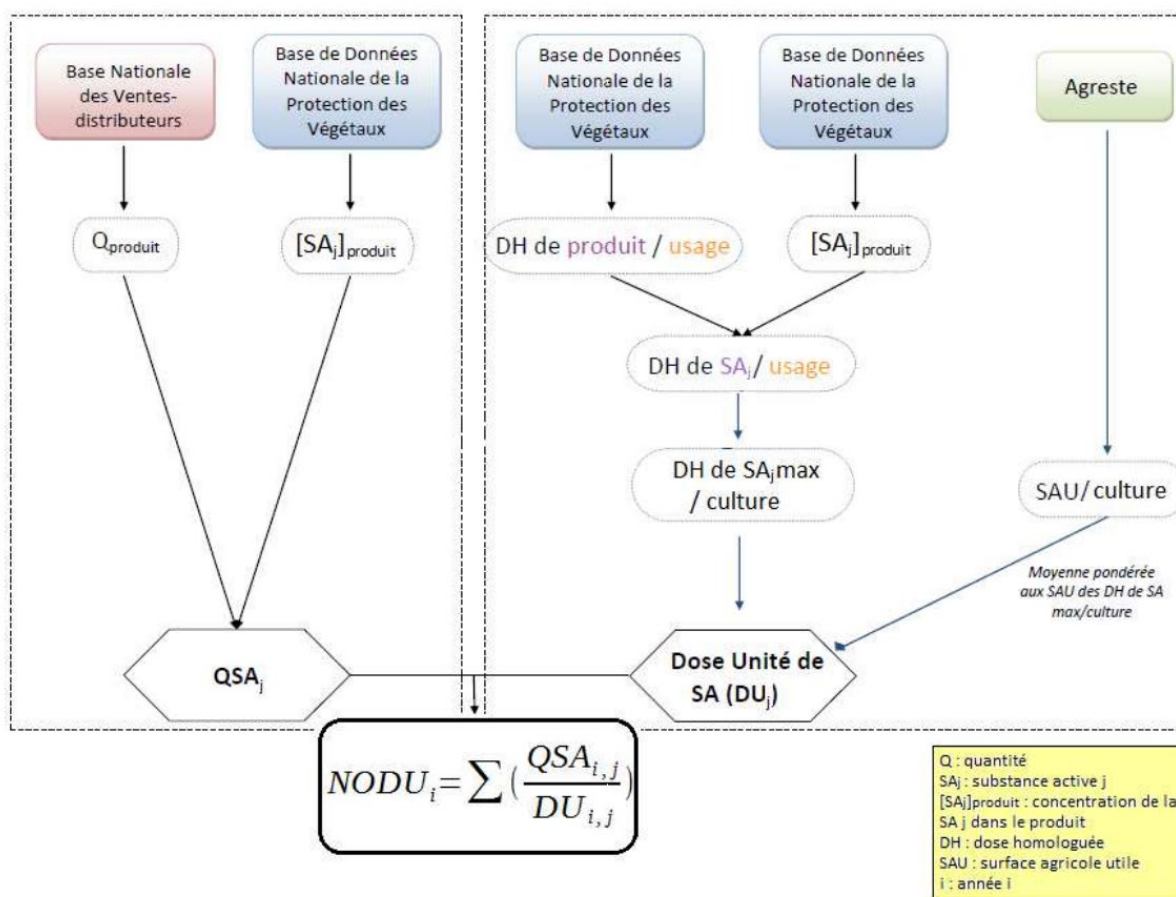 Base Nationale
des Ventes-
distributeurs
Base de Données
Nationale de la
Protection des
Végétaux
Base de Données
Nationale de la
Protection des
Végétaux
Base de Données
Nationale de la
Protection des
Végétaux
Agreste
Qproduit
[SAj]produit
DH de produit / usage
[SAj]produit
DH de SAj/ usage
DH de SAjmax
/ culture
SAU/ culture
Moyenne pondérée
aux SAU des DH de SA
max/culture
QSAj
Dose Unité de
SA (DUj)
NODUi=∑(QSAi,j/DUi,j)
Q : quantité
SAj : substance active j
[SAj]produit : concentration de la
SA j dans le produit
DH : dose homologuée
SAU : surface agricole utile
i : année i